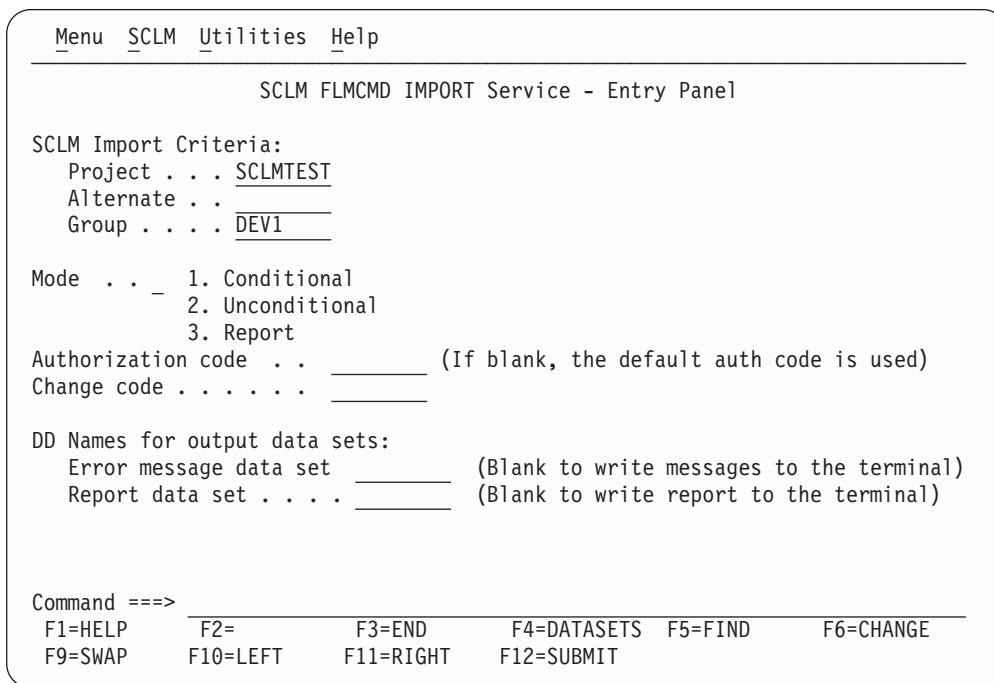 Menu SCLM Utilities Help
SCLM FLMCMD IMPORT Service - Entry Panel
SCLM Import Criteria:
Project . . . SCLMTEST
Alternate . .
Group . . . . DEV1
Mode . . _ 1. Conditional
2. Unconditional
3. Report
Authorization code . . ________ (If blank, the default auth code is used)
Change code . . . . . . ________
DD Names for output data sets:
Error message data set ________ (Blank to write messages to the terminal)
Report data set . . . . ________ (Blank to write report to the terminal)
Command ===>
F1=HELP F2= F3=END F4=DATASETS F5=FIND F6=CHANGE
F9=SWAP F10=LEFT F11=RIGHT F12=SUBMIT